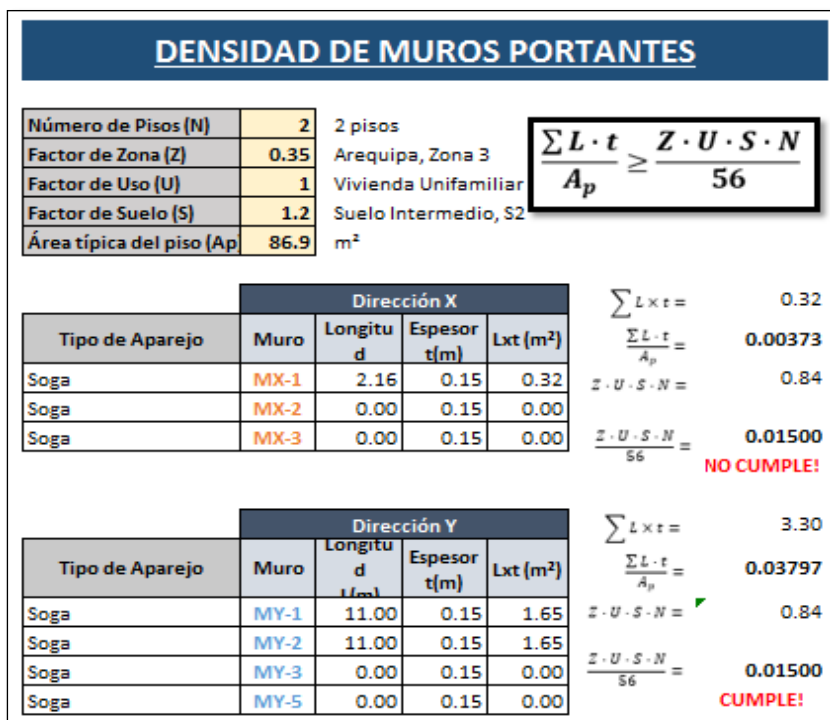 DENSIDAD DE MUROS PORTANTES
Número de Pisos (N) 2 2 pisos
Factor de Zona (Z) 0.35 Arequipa, Zona 3
Factor de Uso (U) 1 Vivienda Unifamiliar
Factor de Suelo (S) 1.2 Suelo Intermedio, S2
Área típica del piso (Ap) 86.9 m²
∑ L · t / Ap ≥ Z · U · S · N / 56
Dirección X
Tipo de Aparejo Muro Longitud Espesor t(m) Lxt (m²)
Soga MX-1 2.16 0.15 0.32
Soga MX-2 0.00 0.15 0.00
Soga MX-3 0.00 0.15 0.00
∑ L × t = 0.32
∑ L · t / Ap = 0.00373
Z · U · S · N = 0.84
Z · U · S · N / 56 = 0.01500
NO CUMPLE!
Dirección Y
Tipo de Aparejo Muro Longitud L(m) Espesor t(m) Lxt (m²)
Soga MY-1 11.00 0.15 1.65
Soga MY-2 11.00 0.15 1.65
Soga MY-3 0.00 0.15 0.00
Soga MY-5 0.00 0.15 0.00
∑ L × t = 3.30
∑ L · t / Ap = 0.03797
Z · U · S · N = 0.84
Z · U · S · N / 56 = 0.01500
CUMPLE!